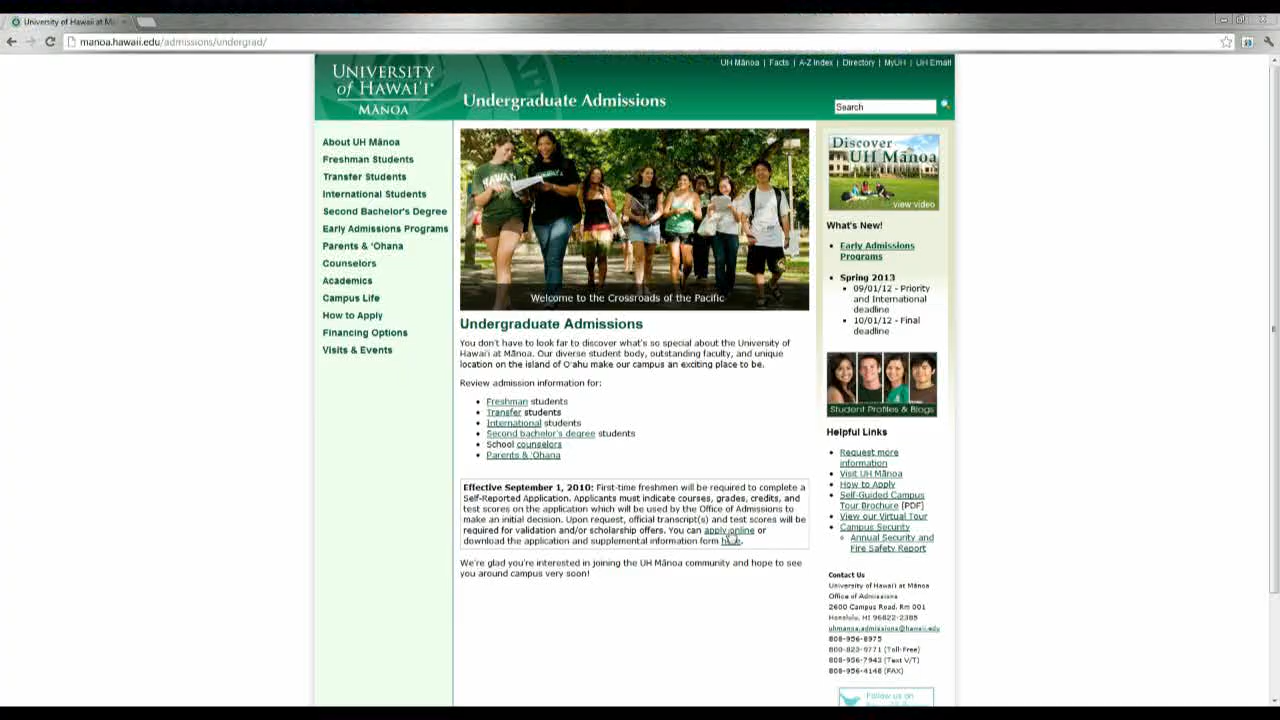 University of Hawaii at M
manoa.hawaii.edu/admissions/undergrad/
UH Mānoa | Facts | A-Z Index | Directory | MyUH | UH Email
UNIVERSITY
of HAWAI'I®
MĀNOA
Undergraduate Admissions
Search
About UH Mānoa
Freshman Students
Transfer Students
International Students
Second Bachelor's Degree
Early Admissions Programs
Parents & 'Ohana
Counselors
Academics
Campus Life
How to Apply
Financing Options
Visits & Events
HAWAI'I
Welcome to the Crossroads of the Pacific
Undergraduate Admissions
You don't have to look far to discover what's so special about the University of
Hawai'i at Mānoa. Our diverse student body, outstanding faculty, and unique
location on the island of O'ahu make our campus an exciting place to be.
Review admission information for:
Freshman students
Transfer students
International students
Second bachelor's degree students
School counselors
Parents & 'Ohana
Effective September 1, 2010: First-time freshmen will be required to complete a
Self-Reported Application. Applicants must indicate courses, grades, credits, and
test scores on the application which will be used by the Office of Admissions to
make an initial decision. Upon request, official transcript(s) and test scores will be
required for validation and/or scholarship offers. You can apply online or
download the application and supplemental information form here.
We're glad you're interested in joining the UH Mānoa community and hope to see
you around campus very soon!
Discover
UH Mānoa
view video
What's New!
Early Admissions
Programs
Spring 2013
09/01/12 - Priority
and International
deadline
10/01/12 - Final
deadline
Student Profiles & Blogs
Helpful Links
Request more
information
Visit UH Mānoa
How to Apply
Self-Guided Campus
Tour Brochure [PDF]
View our Virtual Tour
Campus Security
Annual Security and
Fire Safety Report
Contact Us
University of Hawai'i at Mānoa
Office of Admissions
2600 Campus Road, Rm 001
Honolulu, HI 96822-2385
uhmanoa.admissions@hawaii.edu
808-956-8975
800-823-9771 (Toll-Free)
808-956-7943 (Text V/T)
808-956-4148 (FAX)
Follow us on